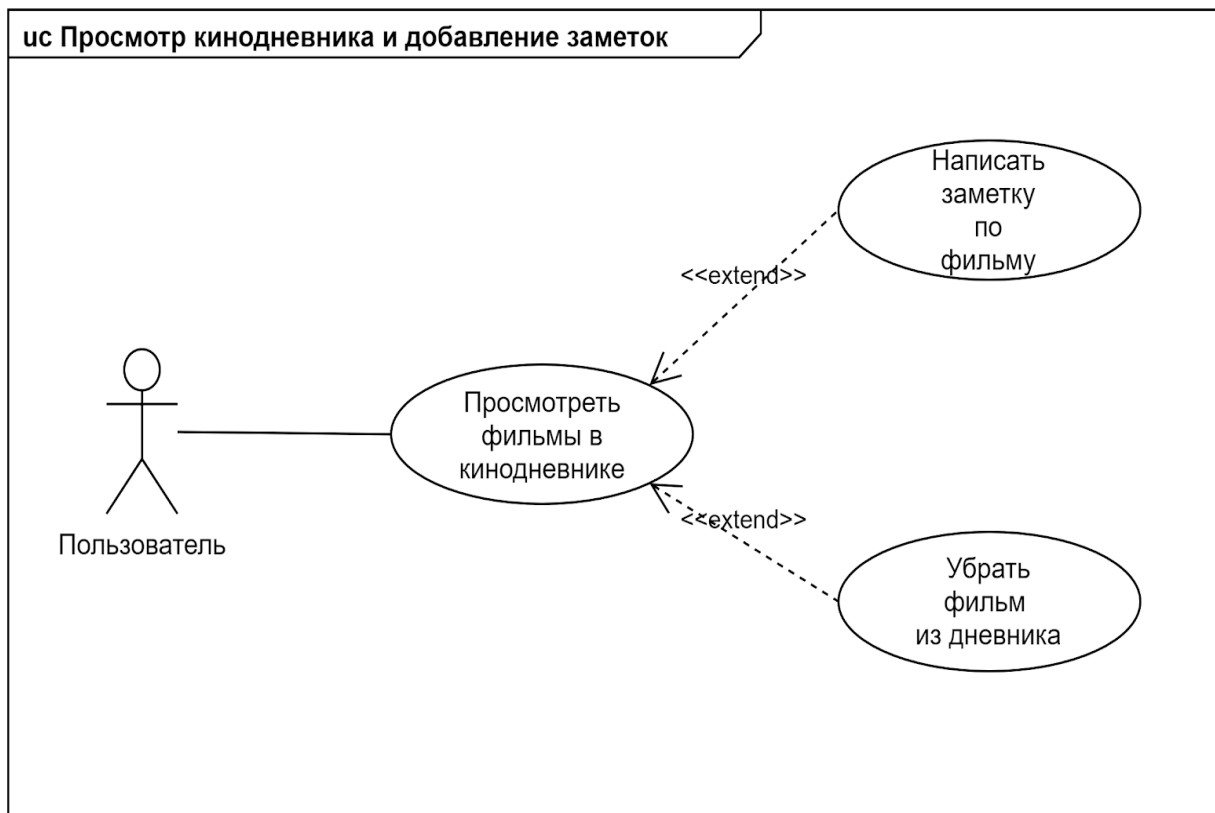 uc Просмотр кинодневника и добавление заметок
Написать
заметку
по
фильму
<<extend>>
Просмотреть
фильмы в
кинодневнике
<<extend>>
Пользователь
Убрать
фильм
из дневника